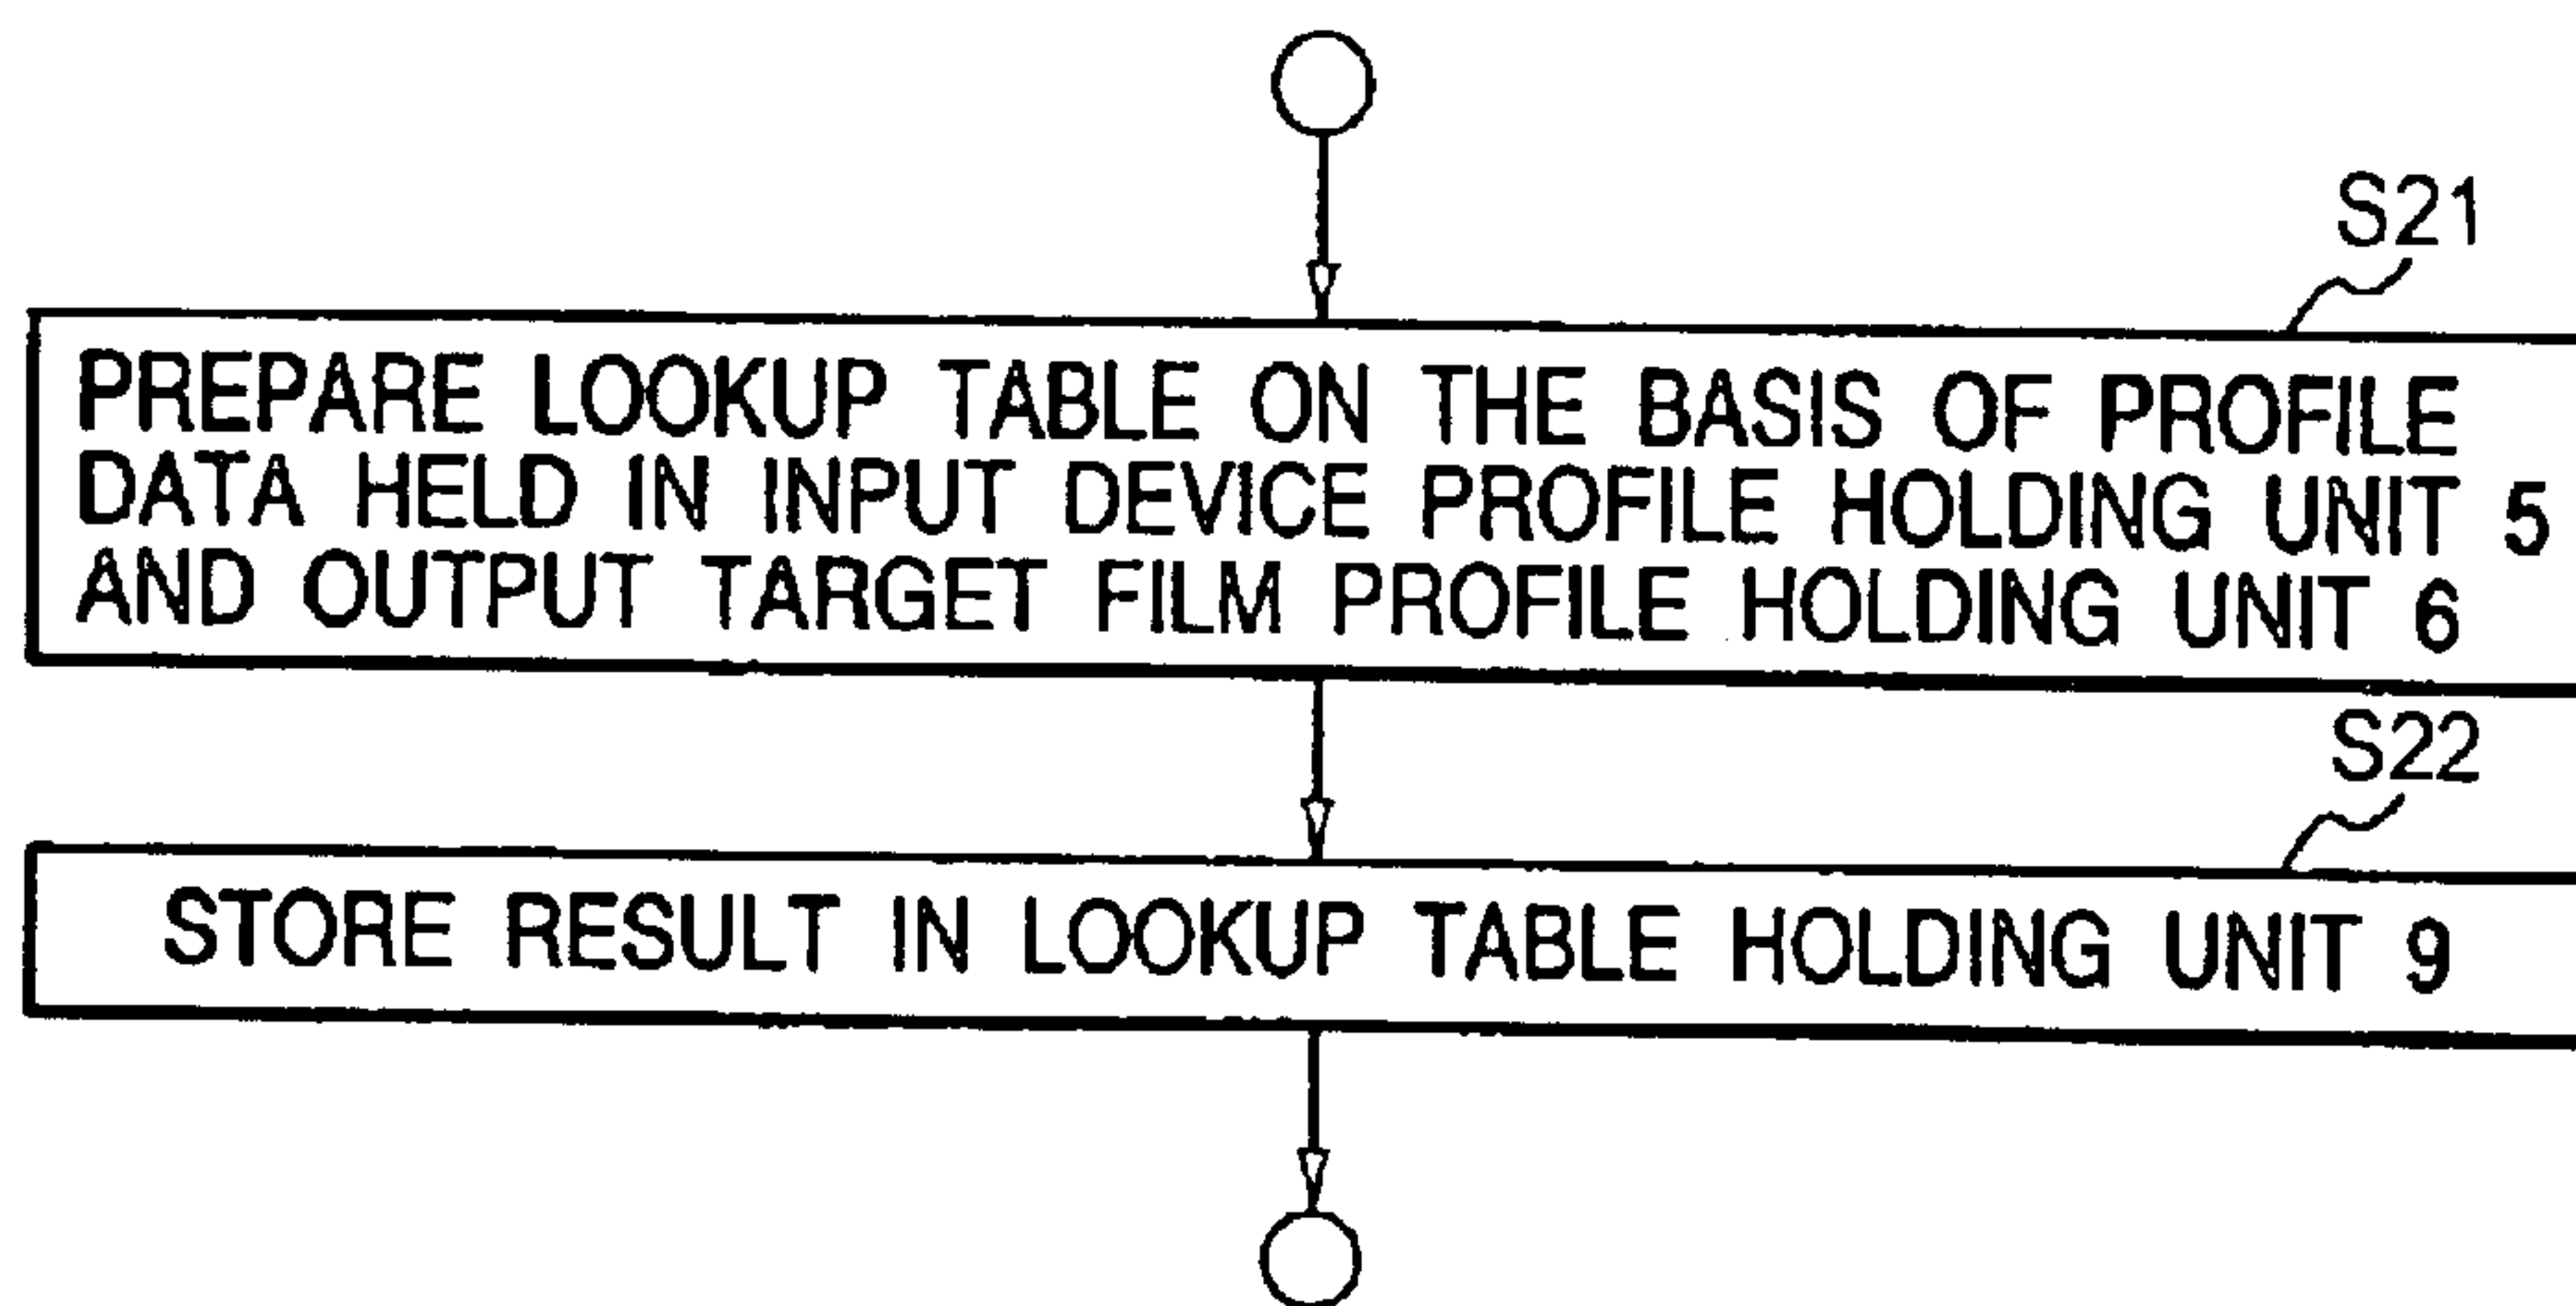 S21
PREPARE LOOKUP TABLE ON THE BASIS OF PROFILE
DATA HELD IN INPUT DEVICE PROFILE HOLDING UNIT 5
AND OUTPUT TARGET FILM PROFILE HOLDING UNIT 6
S22
STORE RESULT IN LOOKUP TABLE HOLDING UNIT 9